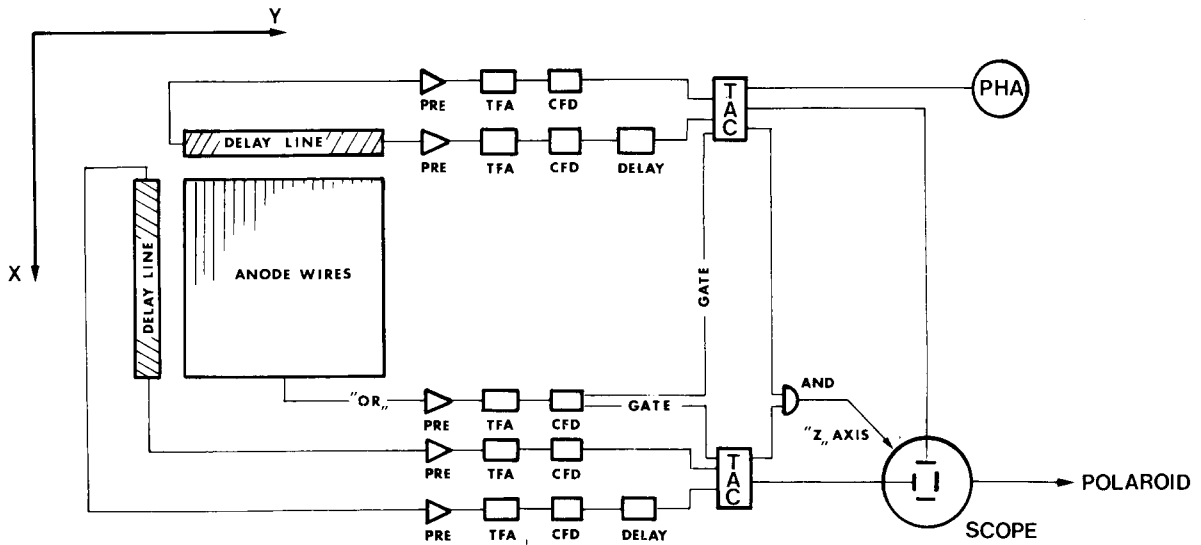 Y
X
PRE
TFA
CFD
TAC
PHA
DELAY LINE
PRE
TFA
CFD
DELAY
DELAY LINE
ANODE WIRES
GATE
"OR„
PRE
TFA
CFD
GATE
AND
"Z„ AXIS
PRE
TFA
CFD
TAC
PRE
TFA
CFD
DELAY
SCOPE
POLAROID